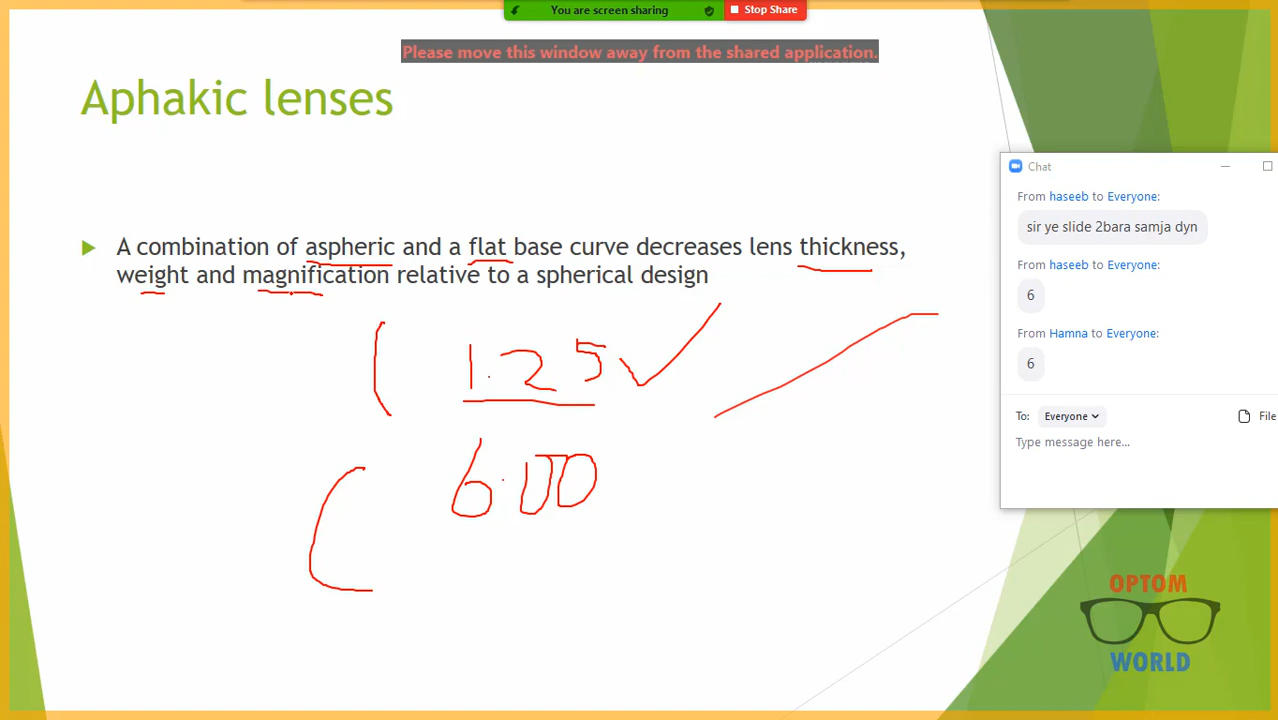 You are screen sharing
Stop Share
Please move this window away from the shared application.
Aphakic lenses
A combination of aspheric and a flat base curve decreases lens thickness,
weight and magnification relative to a spherical design
1.25
6.00
Chat
From haseeb to Everyone:
sir ye slide 2bara samja dyn
From haseeb to Everyone:
6
From Hamna to Everyone:
6
To: Everyone
File
Type message here...
OPTOM
WORLD